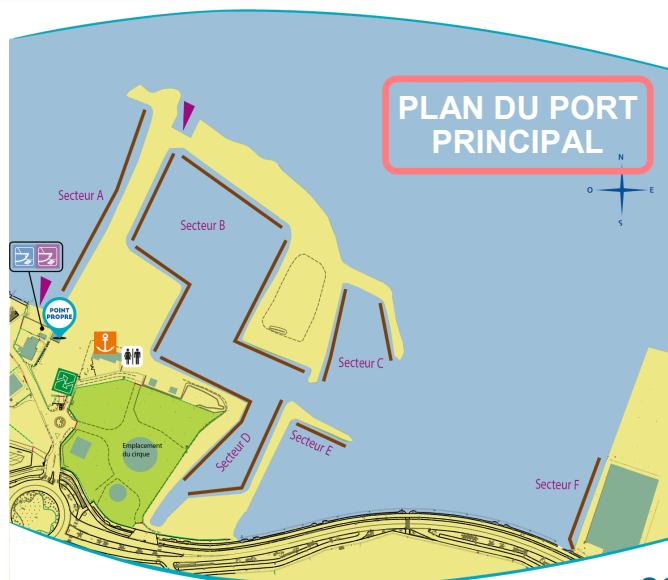 PLAN DU PORT
PRINCIPAL
N
O
E
S
Secteur A
Secteur B
POINT
PROPRE
Secteur C
Emplacement
du cirque
Secteur D
Secteur E
Secteur F